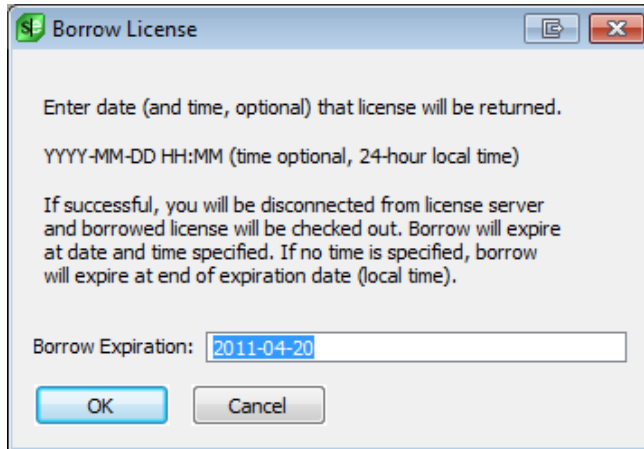 Borrow License
Enter date (and time, optional) that license will be returned.
YYYY-MM-DD HH:MM (time optional, 24-hour local time)
If successful, you will be disconnected from license server
and borrowed license will be checked out. Borrow will expire
at date and time specified. If no time is specified, borrow
will expire at end of expiration date (local time).
Borrow Expiration: 2011-04-20
OK Cancel